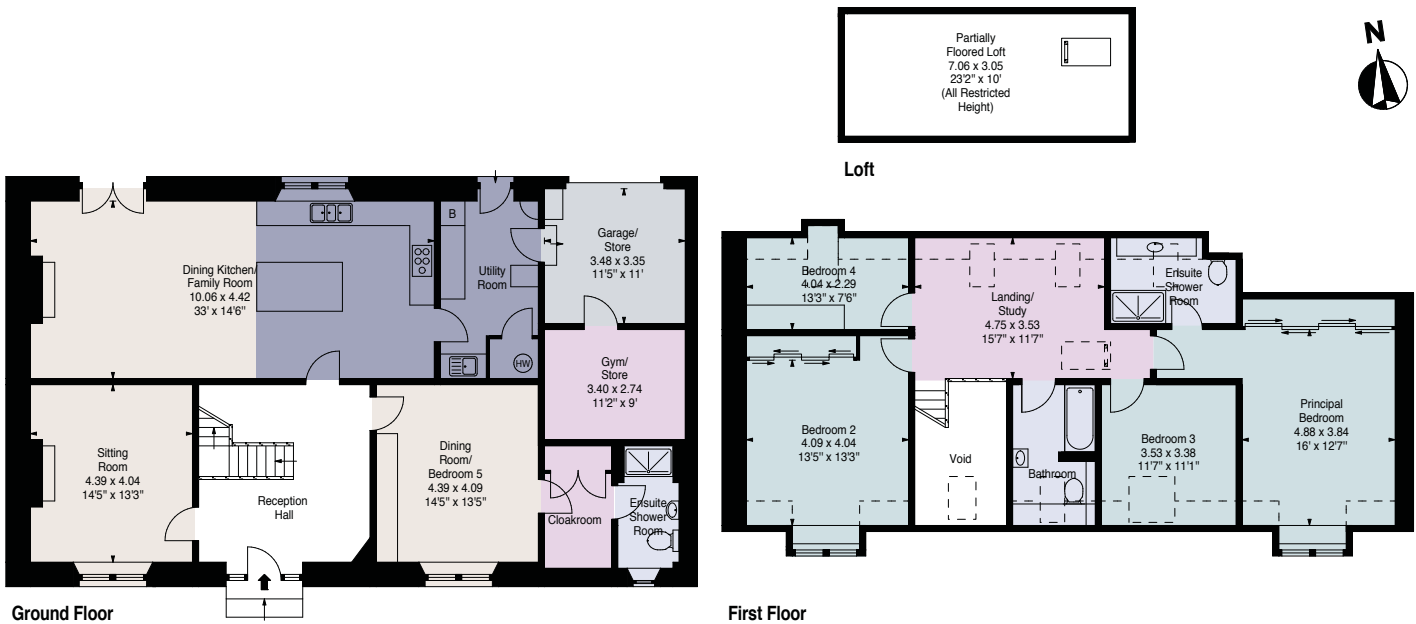 Partially
Floored Loft
7.06 x 3.05
23'2" x 10'
(All Restricted
Height)
Loft
N
Dining Kitchen/
Family Room
10.06 x 4.42
33' x 14'6"
B
Utility
Room
HW
Garage/
Store
3.48 x 3.35
11'5" x 11'
Gym/
Store
3.40 x 2.74
11'2" x 9'
Sitting
Room
4.39 x 4.04
14'5" x 13'3"
Reception
Hall
Dining
Room/
Bedroom 5
4.39 x 4.09
14'5" x 13'5"
Cloakroom
Ensuite
Shower
Room
Ground Floor
Bedroom 4
4.04 x 2.29
13'3" x 7'6"
Landing/
Study
4.75 x 3.53
15'7" x 11'7"
Ensuite
Shower
Room
Bedroom 2
4.09 x 4.04
13'5" x 13'3"
Void
Bathroom
Bedroom 3
3.53 x 3.38
11'7" x 11'1"
Principal
Bedroom
4.88 x 3.84
16' x 12'7"
First Floor